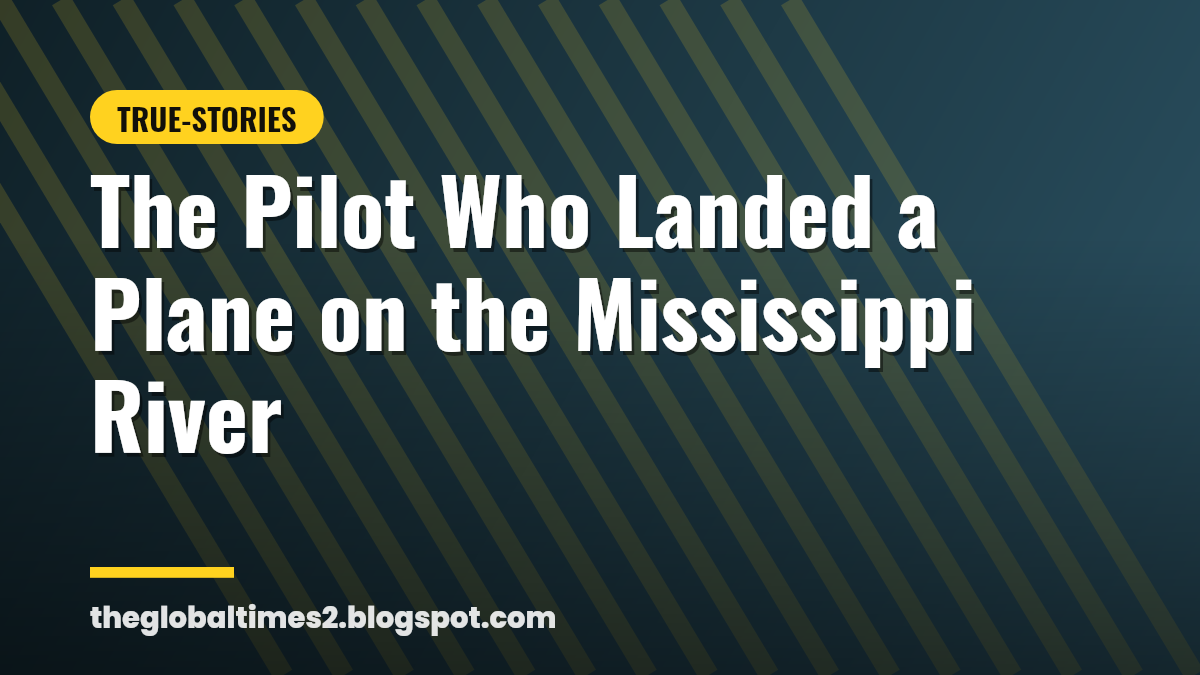 TRUE-STORIES
The Pilot Who Landed a
Plane on the Mississippi
River
theglobaltimes2.blogspot.com